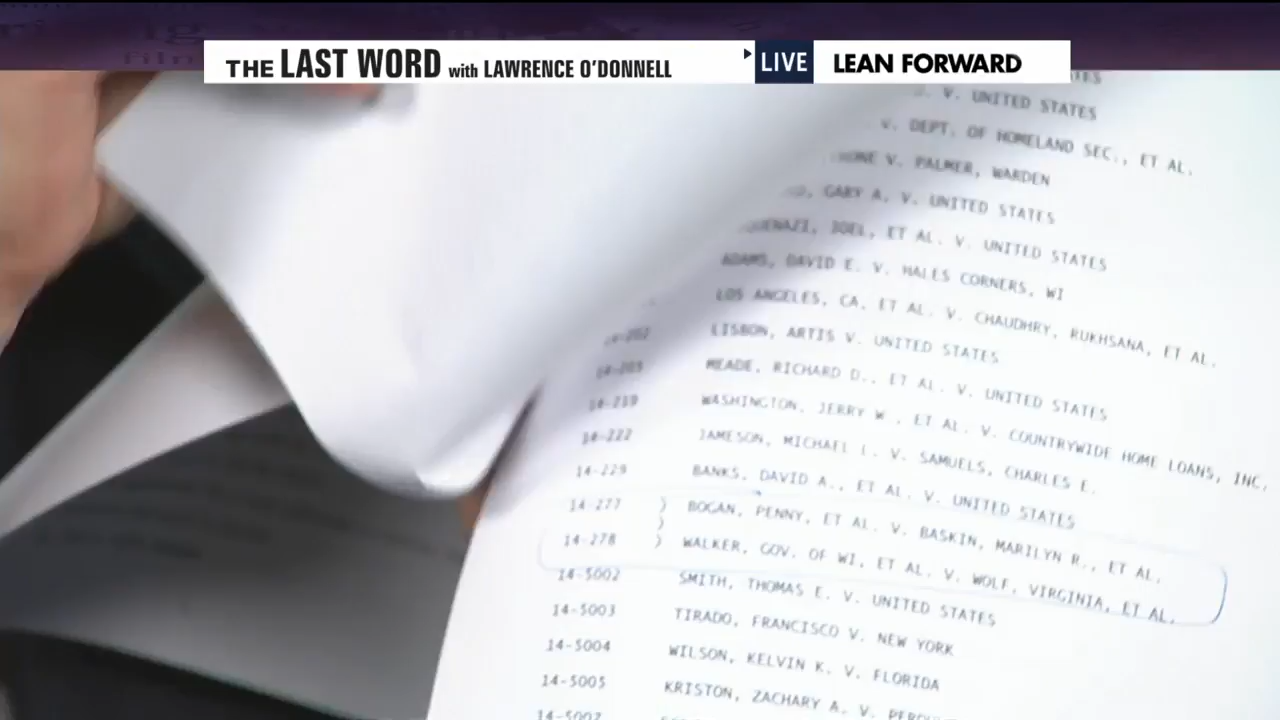 THE LAST WORD with LAWRENCE O'DONNELL
LIVE
LEAN FORWARD
V. UNITED STATES
V. DEPT. OF HOMELAND SEC., ET AL.
V. PALMER, WARDEN
GARY A. V. UNITED STATES
JOEL, ET AL. V. UNITED STATES
ADAMS, DAVID E. V. HALES CORNERS, WI
LOS ANGELES, CA, ET AL. V. CHAUDHRY, RUKHSANA, ET AL.
LISBON, ARTIS V. UNITED STATES
MEADE, RICHARD D., ET AL. V. UNITED STATES
14-219 WASHINGTON, JERRY W., ET AL. V. COUNTRYWIDE HOME LOANS, INC.
14-222 JAMESON, MICHAEL L. V. SAMUELS, CHARLES E.
14-229 BANKS, DAVID A., ET AL. V. UNITED STATES
14-277 ) BOGAN, PENNY, ET AL. V. BASKIN, MARILYN R., ET AL.
)
14-278 ) WALKER, GOV. OF WI, ET AL. V. WOLF, VIRGINIA, ET AL.
14-5002 SMITH, THOMAS E. V. UNITED STATES
14-5003 TIRADO, FRANCISCO V. NEW YORK
14-5004 WILSON, KELVIN K. V. FLORIDA
14-5005 KRISTON, ZACHARY A. V.
14-5007